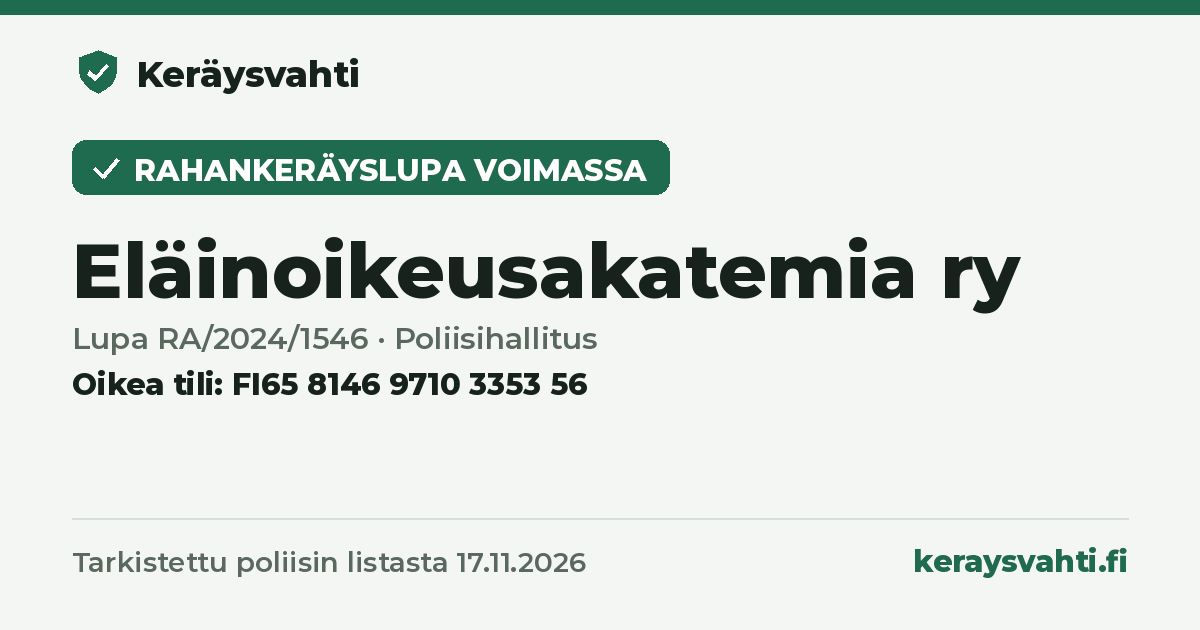 Keräysvahti
RAHANKERÄYSLUPA VOIMASSA
Eläinoikeusakatemia ry
Lupa RA/2024/1546 · Poliisihallitus
Oikea tili: FI65 8146 9710 3353 56
Tarkistettu poliisin listasta 17.11.2026
keraysvahti.fi